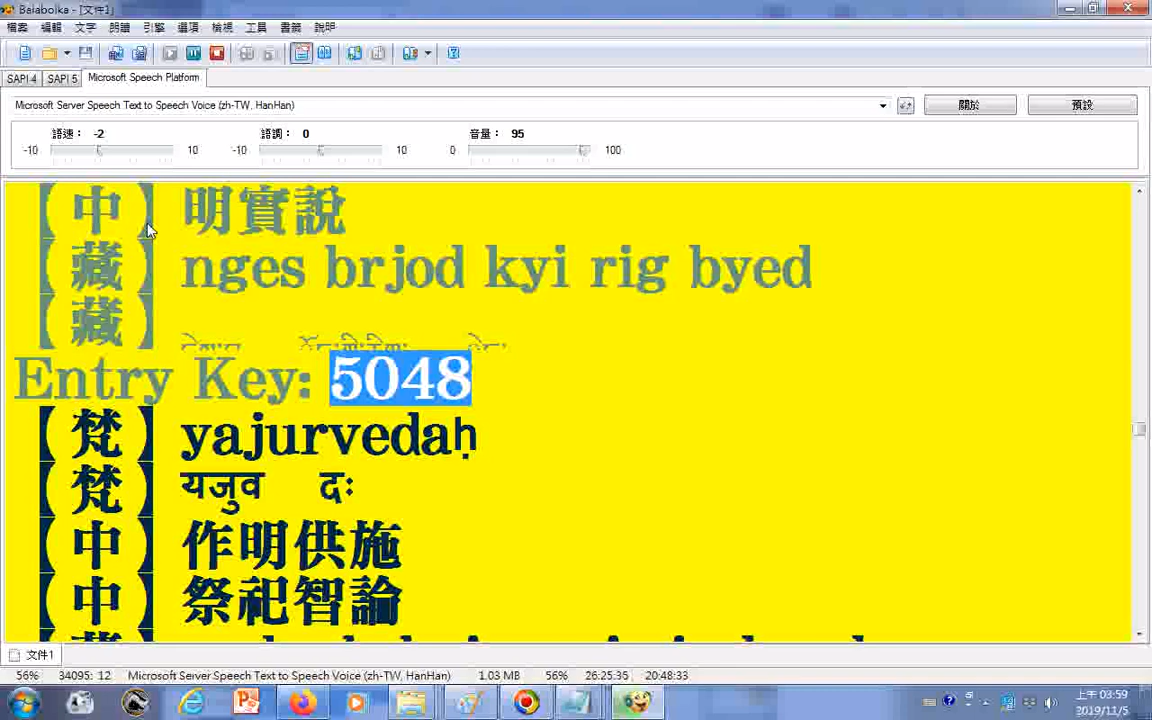 Balabolka - [文件1]
檔案 編輯 文字 朗讀 引擎 選項 檢視 工具 書籤 說明
SAPI 4 SAPI 5 Microsoft Speech Platform
Microsoft Server Speech Text to Speech Voice (zh-TW, HanHan) 關於 預設
語速： -2 語調： 0 音量： 95
-10 10 -10 10 0 100
【中】 明實說
【藏】 nges brjod kyi rig byed
【藏】
Entry Key: 5048
【梵】 yajurvedaḥ
【梵】 यजुव दः
【中】 作明供施
【中】 祭祀智論
文件1
56% 34095: 12 Microsoft Server Speech Text to Speech Voice (zh-TW, HanHan) 1.03 MB 56% 26:25:35 20:48:33
上午 03:59
2019/11/5